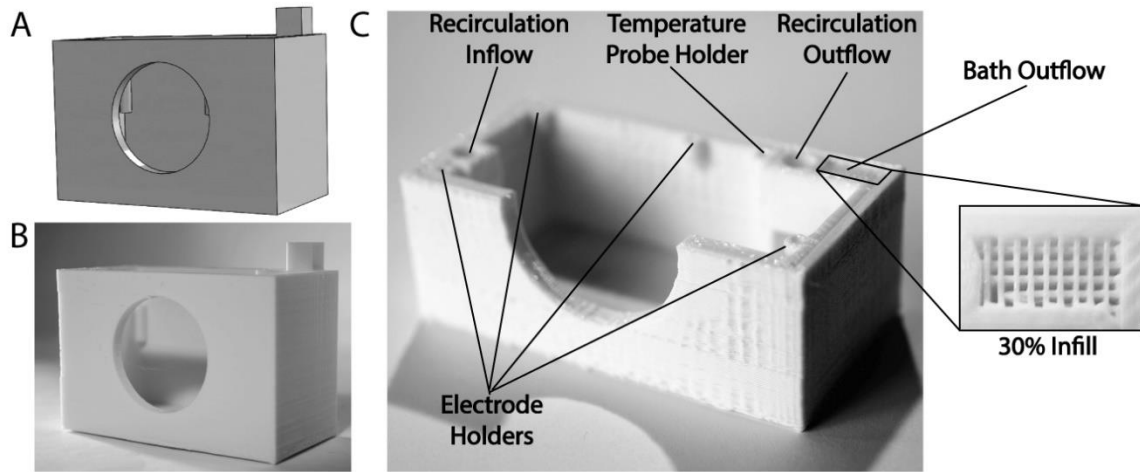 A
B
C
Recirculation
Inflow
Temperature
Probe Holder
Recirculation
Outflow
Bath Outflow
30% Infill
Electrode
Holders